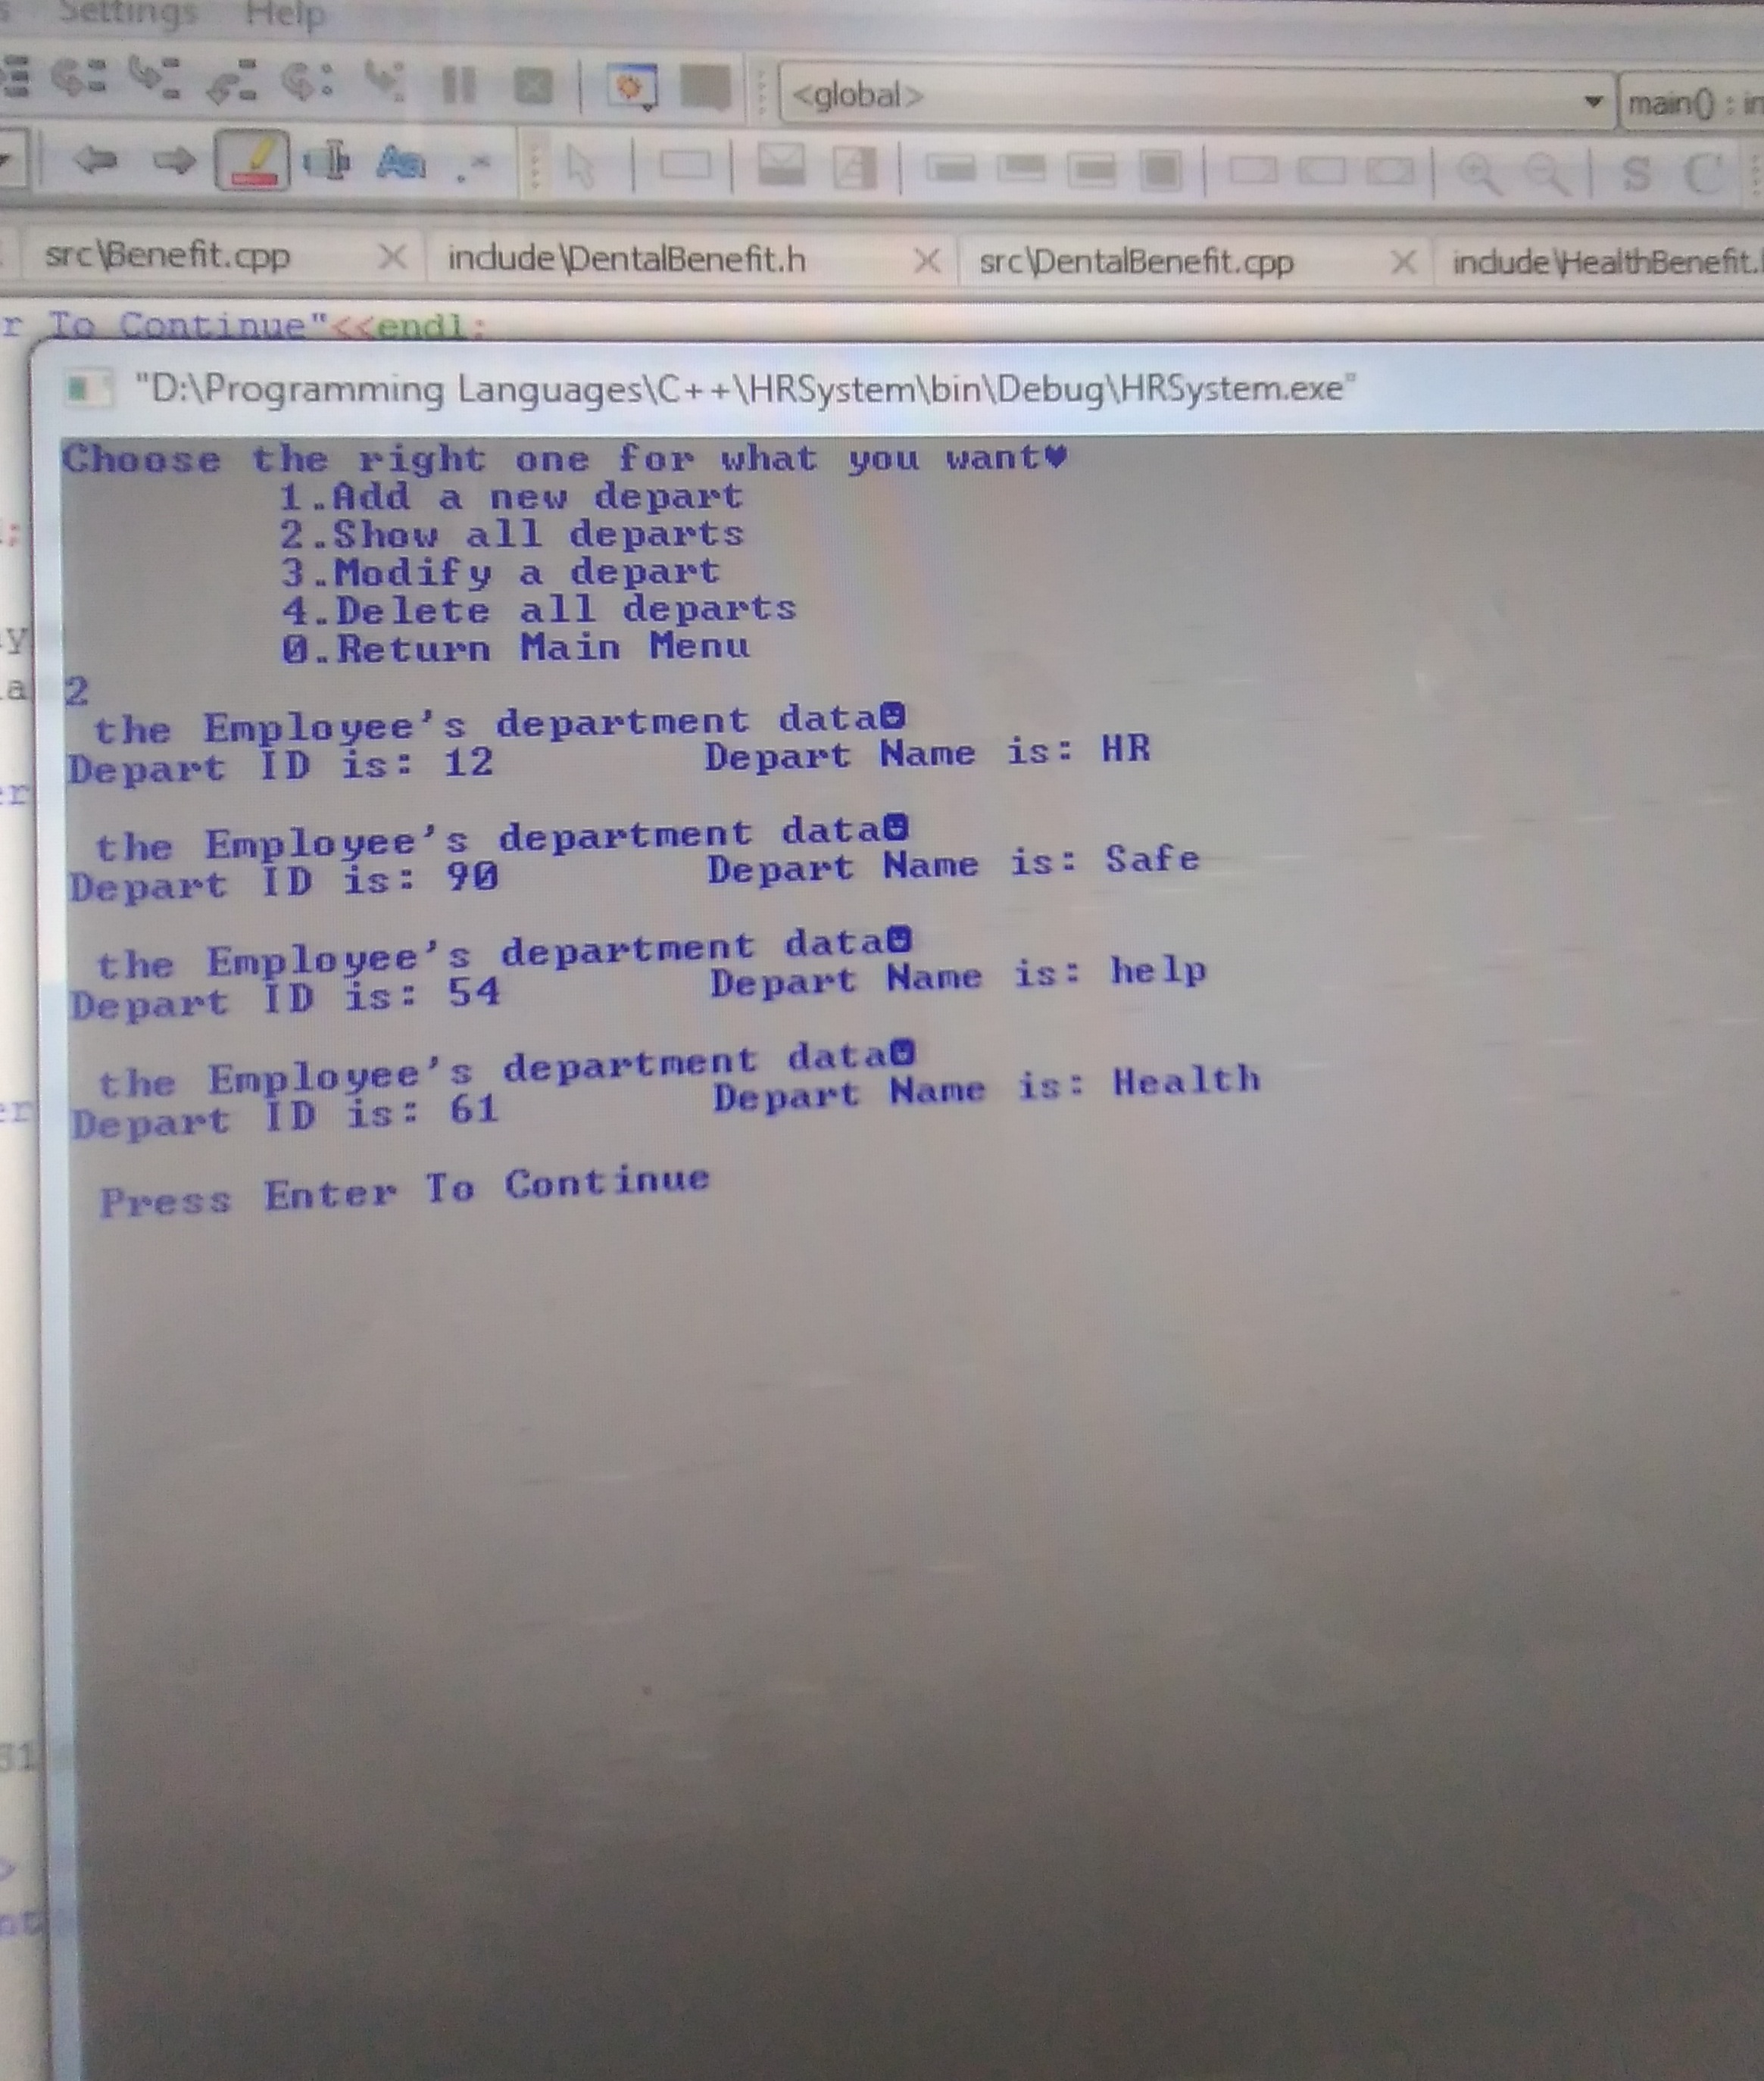 Settings Help
<global> main() : in
src\Benefit.cpp include\DentalBenefit.h src\DentalBenefit.cpp include\HealthBenefit.
r To Continue"<<endl;
"D:\Programming Languages\C++\HRSystem\bin\Debug\HRSystem.exe"
Choose the right one for what you want♥
1.Add a new depart
2.Show all departs
3.Modify a depart
4.Delete all departs
0.Return Main Menu
2
the Employee's department data☻
Depart ID is: 12 Depart Name is: HR
the Employee's department data☻
Depart ID is: 90 Depart Name is: Safe
the Employee's department data☻
Depart ID is: 54 Depart Name is: help
the Employee's department data☻
Depart ID is: 61 Depart Name is: Health
Press Enter To Continue